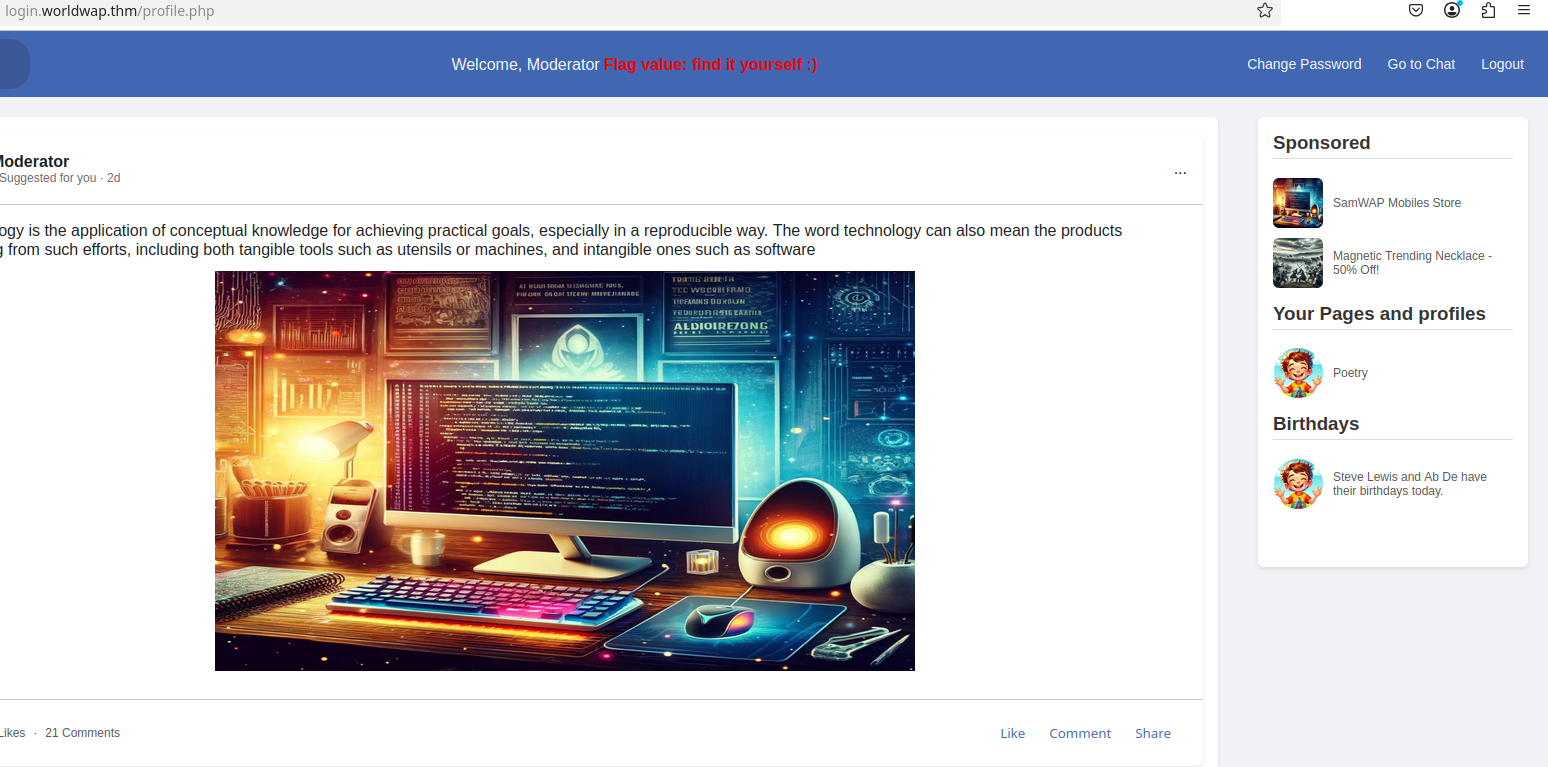 login.worldwap.thm/profile.php
Welcome, Moderator Flag value: find it yourself :)
Change Password Go to Chat Logout
Moderator
Suggested for you · 2d
...
ogy is the application of conceptual knowledge for achieving practical goals, especially in a reproducible way. The word technology can also mean the products
g from such efforts, including both tangible tools such as utensils or machines, and intangible ones such as software
Likes · 21 Comments
Like Comment Share
Sponsored
SamWAP Mobiles Store
Magnetic Trending Necklace -
50% Off!
Your Pages and profiles
Poetry
Birthdays
Steve Lewis and Ab De have
their birthdays today.